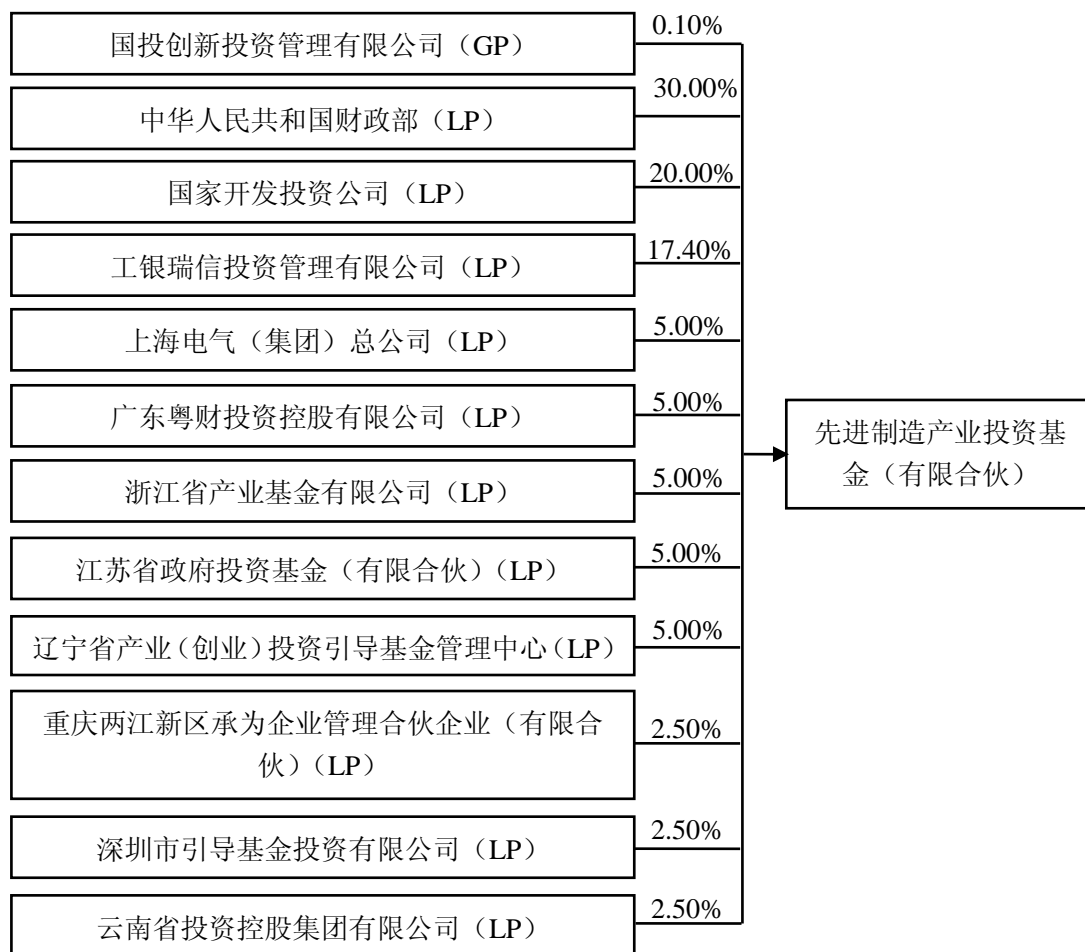 国投创新投资管理有限公司（GP）
0.10%
中华人民共和国财政部（LP）
30.00%
国家开发投资公司（LP）
20.00%
工银瑞信投资管理有限公司（LP）
17.40%
上海电气（集团）总公司（LP）
5.00%
广东粤财投资控股有限公司（LP）
5.00%
浙江省产业基金有限公司（LP）
5.00%
江苏省政府投资基金（有限合伙）（LP）
5.00%
辽宁省产业（创业）投资引导基金管理中心（LP）
5.00%
重庆两江新区承为企业管理合伙企业（有限合
伙）（LP）
2.50%
深圳市引导基金投资有限公司（LP）
2.50%
云南省投资控股集团有限公司（LP）
2.50%
先进制造产业投资基
金（有限合伙）